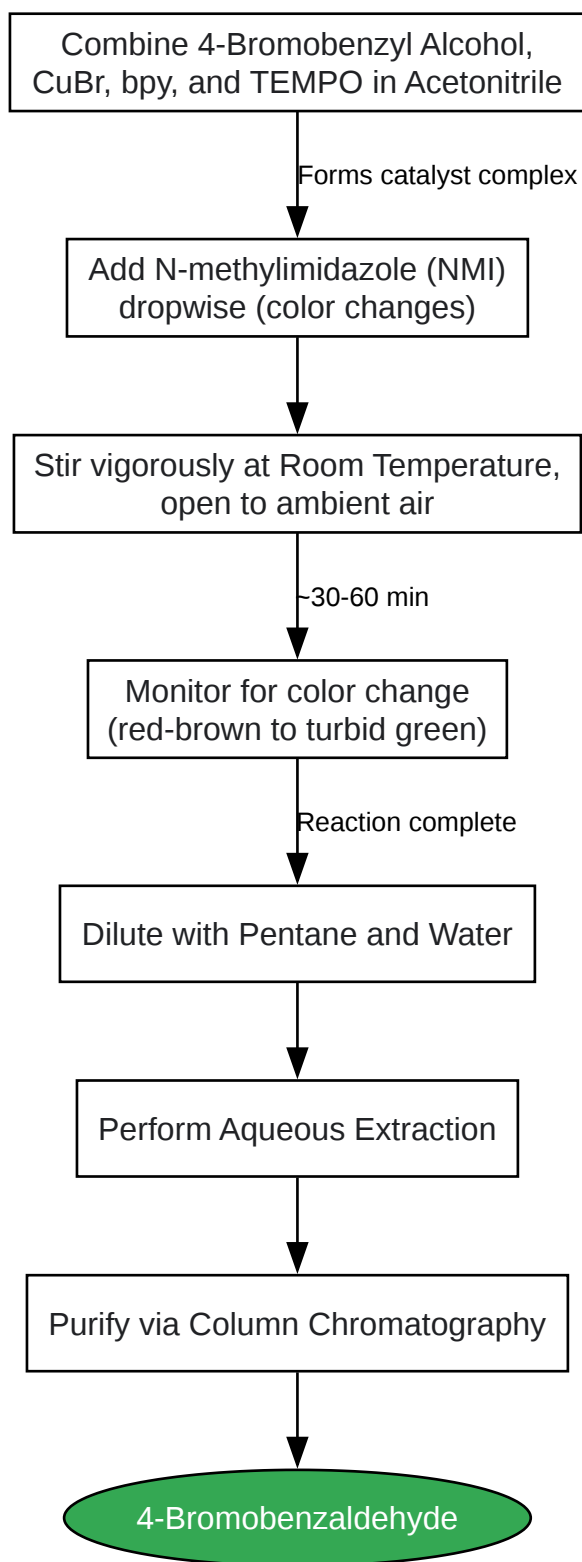 Combine 4-Bromobenzyl Alcohol,
CuBr, bpy, and TEMPO in Acetonitrile
Forms catalyst complex
Add N-methylimidazole (NMI)
dropwise (color changes)
Stir vigorously at Room Temperature,
open to ambient air
~30-60 min
Monitor for color change
(red-brown to turbid green)
Reaction complete
Dilute with Pentane and Water
Perform Aqueous Extraction
Purify via Column Chromatography
4-Bromobenzaldehyde